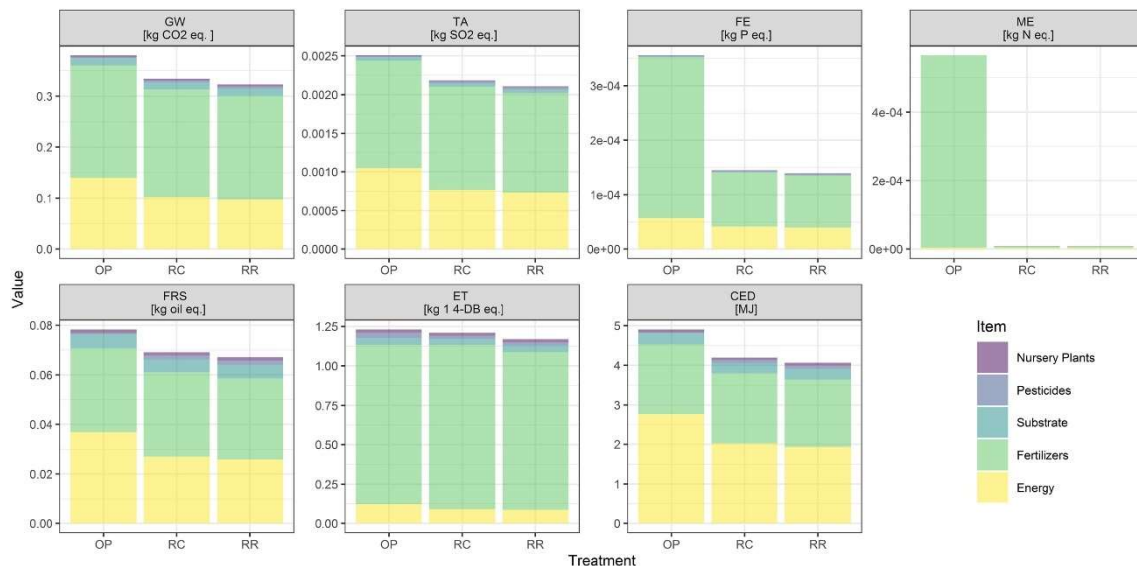 GW
[kg CO2 eq. ]
TA
[kg SO2 eq.]
FE
[kg P eq.]
ME
[kg N eq.]
0.3
0.2
0.1
0.0
0.0025
0.0020
0.0015
0.0010
0.0005
0.0000
3e-04
2e-04
1e-04
0e+00
4e-04
2e-04
0e+00
OP RC RR
OP RC RR
OP RC RR
OP RC RR
Value
FRS
[kg oil eq.]
ET
[kg 1 4-DB eq.]
CED
[MJ]
0.08
0.06
0.04
0.02
0.00
1.25
1.00
0.75
0.50
0.25
0.00
5
4
3
2
1
0
OP RC RR
OP RC RR
OP RC RR
Treatment
Item
Nursery Plants
Pesticides
Substrate
Fertilizers
Energy